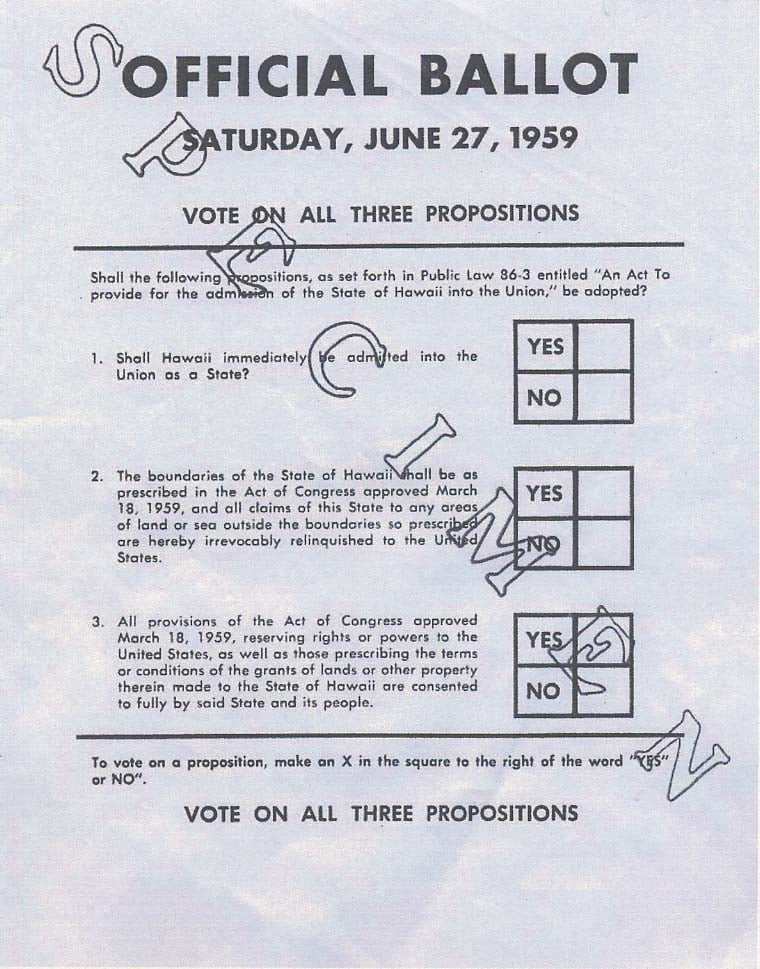 OFFICIAL BALLOT
SATURDAY, JUNE 27, 1959
VOTE ON ALL THREE PROPOSITIONS
Shall the following propositions, as set forth in Public Law 86-3 entitled “An Act To
provide for the admission of the State of Hawaii into the Union,” be adopted?
1. Shall Hawaii immediately be admitted into the
Union as a State?
YES
NO
2. The boundaries of the State of Hawaii shall be as
prescribed in the Act of Congress approved March
18, 1959, and all claims of this State to any areas
of land or sea outside the boundaries so prescribed
are hereby irrevocably relinquished to the United
States.
YES
NO
3. All provisions of the Act of Congress approved
March 18, 1959, reserving rights or powers to the
United States, as well as those prescribing the terms
or conditions of the grants of lands or other property
therein made to the State of Hawaii are consented
to fully by said State and its people.
YES
NO
To vote on a proposition, make an X in the square to the right of the word “YES”
or NO”.
VOTE ON ALL THREE PROPOSITIONS
SPECIMEN